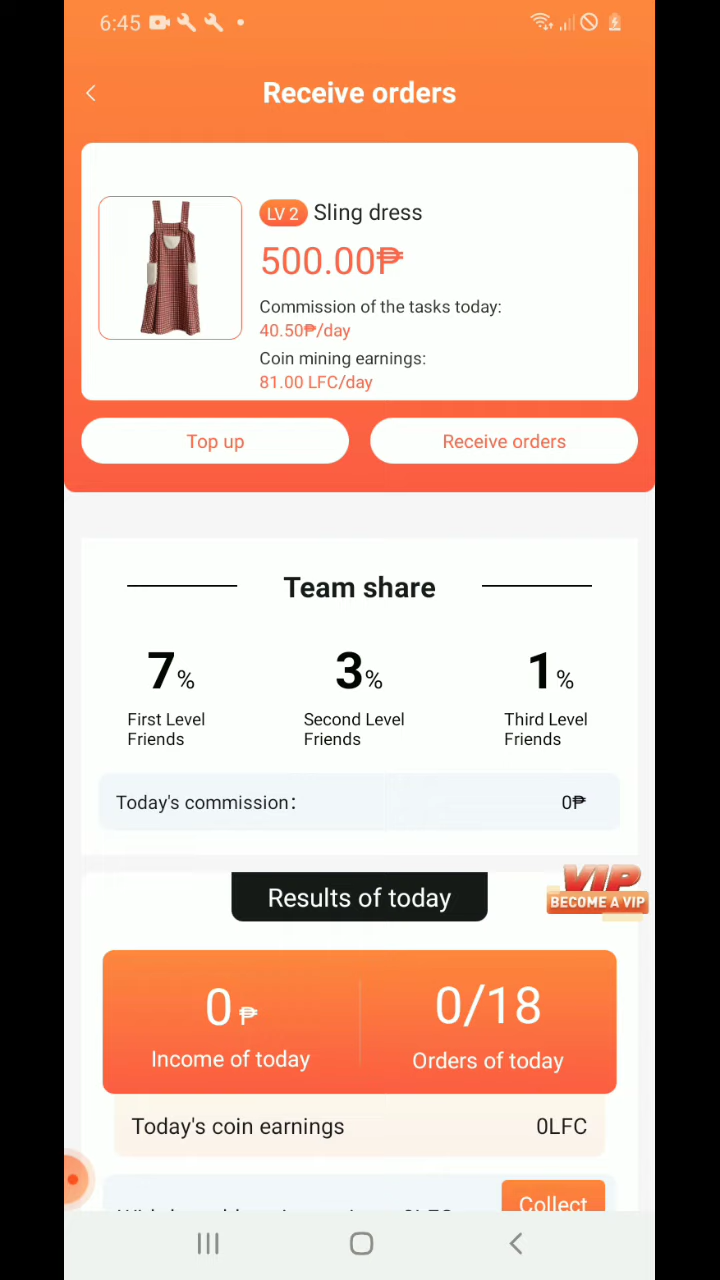 6:45
Receive orders
LV 2 Sling dress
500.00₱
Commission of the tasks today:
40.50₱/day
Coin mining earnings:
81.00 LFC/day
Top up
Receive orders
Team share
7%
3%
1%
First Level
Friends
Second Level
Friends
Third Level
Friends
Today's commission:
0₱
Results of today
VIP
BECOME A VIP
0₱
0/18
Income of today
Orders of today
Today's coin earnings
0LFC
Collect